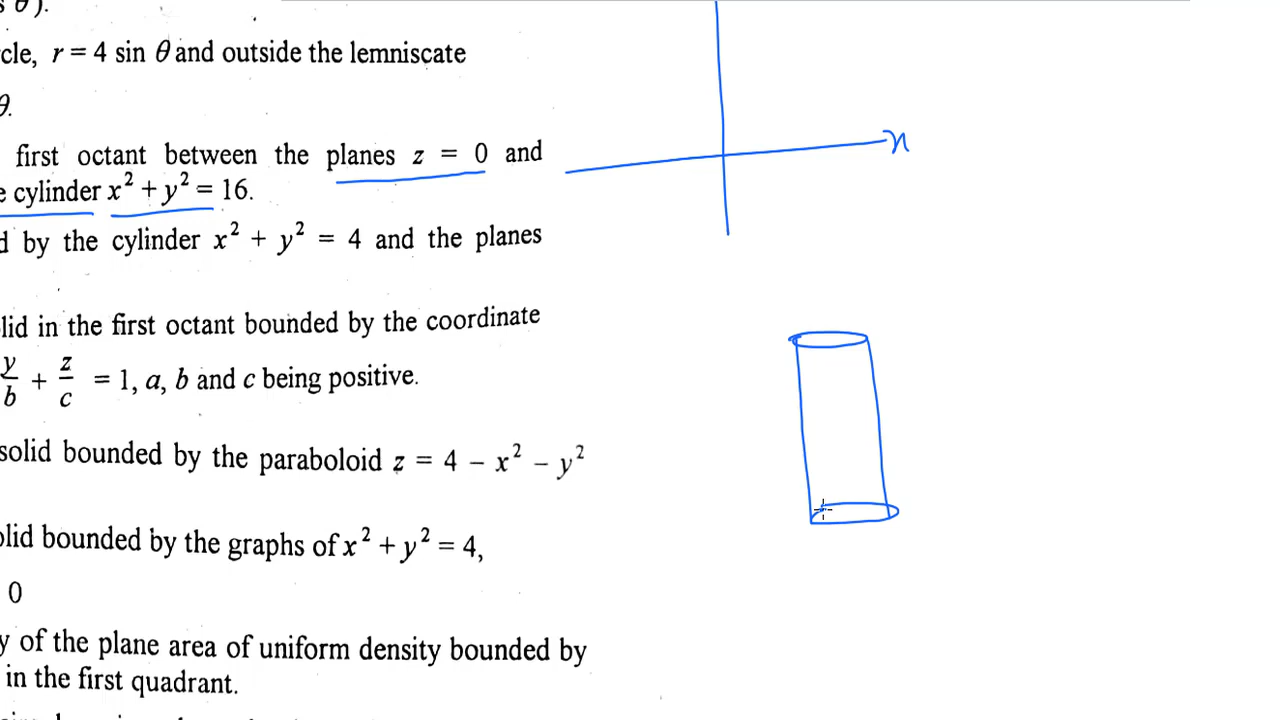 θ).
cle, r = 4 sin θ and outside the lemniscate
θ.
first octant between the planes z = 0 and
e cylinder x² + y² = 16.
d by the cylinder x² + y² = 4 and the planes
lid in the first octant bounded by the coordinate
y/b + z/c = 1, a, b and c being positive.
solid bounded by the paraboloid z = 4 − x² − y²
olid bounded by the graphs of x² + y² = 4,
0
y of the plane area of uniform density bounded by
in the first quadrant.
x